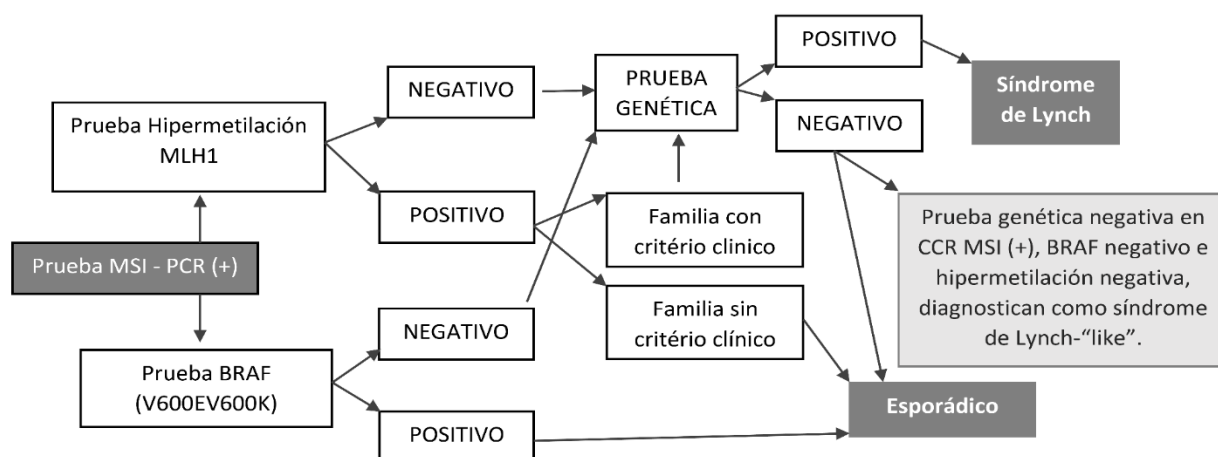 Prueba MSI - PCR (+)
Prueba Hipermetilación
MLH1
NEGATIVO
POSITIVO
Prueba BRAF
(V600EV600K)
NEGATIVO
POSITIVO
PRUEBA
GENÉTICA
Familia con
critério clinico
Familia sin
critério clínico
POSITIVO
NEGATIVO
Síndrome
de Lynch
Prueba genética negativa en
CCR MSI (+), BRAF negativo e
hipermetilación negativa,
diagnostican como síndrome
de Lynch-“like”.
Esporádico